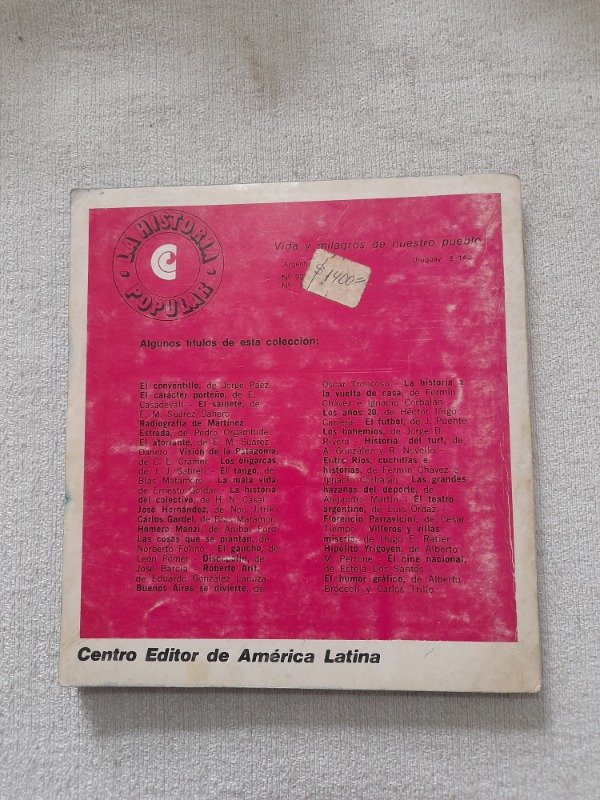 LA HISTORIA
POPULAR
Vida y milagros de nuestro pueblo
Uruguay $ 140
Nº
Nº
$ 1400=
Algunos títulos de esta colección:
El conventillo, de Jorge Páez
El carácter porteño, de E.
Casadevall - El sainete, de
E. M. Suárez Danero
Radiografía de Martínez
Estrada, de Pedro Orgambide
El atorrante, de E. M. Suárez
Danero - Visión de la Patagonia,
de C. E. Gramer - Los oligarcas,
de J. J. Sebreli - El tango, de
Blas Matamoro - La mala vida
de Ernesto Goldar - La historia
del colectivo, de H. N. Casal
José Hernández, de Noé Jitrik
Carlos Gardel, de Blas Matamoro
Homero Manzi, de Aníbal Ford
Las cosas que se piantan, de
Norberto Folino - El gaucho, de
León Pomer - Discépolin, de
José Barcia - Roberto Arlt,
de Eduardo González Lanuza
Buenos Aires se divierte, de
Oscar Troncoso - La historia a
la vuelta de casa, de Fermín
Chávez e Ignacio Corbalán -
Los años 20, de Héctor Iñigo
Carrera - El fútbol, de J. Puente
Los bohemios, de Jorge B.
Rivera - Historia del turf, de
A. González y R. Novello
Entre Ríos, cuchillas e
historias, de Fermín Chávez e
Ignacio Corbalán - Las grandes
hazañas del deporte, de
Alejandro Martín - El teatro
argentino, de Luis Ordaz -
Florencio Parravicini, de César
Tiempo - Villeros y villas
miseria, de Hugo E. Ratier
Hipólito Yrigoyen, de Alberto
M. Perrone - El cine nacional,
de Estela Dos Santos
El humor gráfico, de Alberto
Bróccoli y Carlos Trillo
Centro Editor de América Latina